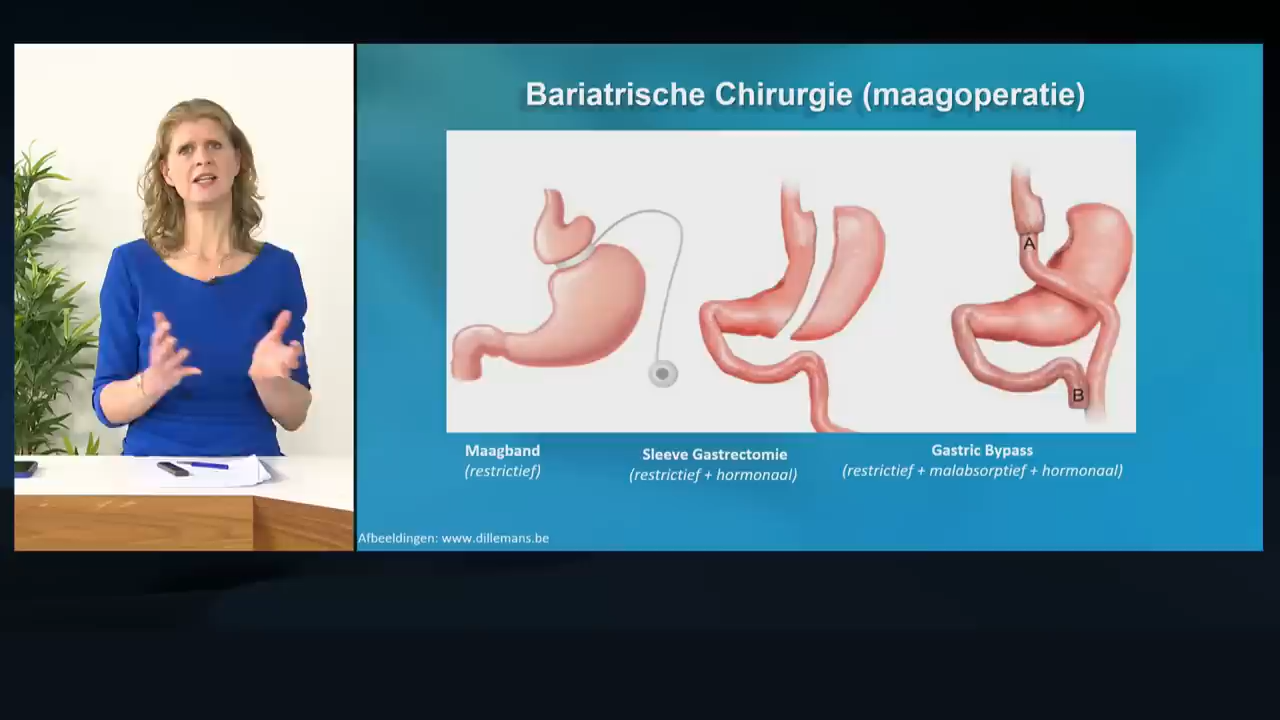 Bariatrische Chirurgie (maagoperatie)
A
B
Maagband
(restrictief)
Sleeve Gastrectomie
(restrictief + hormonaal)
Gastric Bypass
(restrictief + malabsorptief + hormonaal)
Afbeeldingen: www.dillemans.be